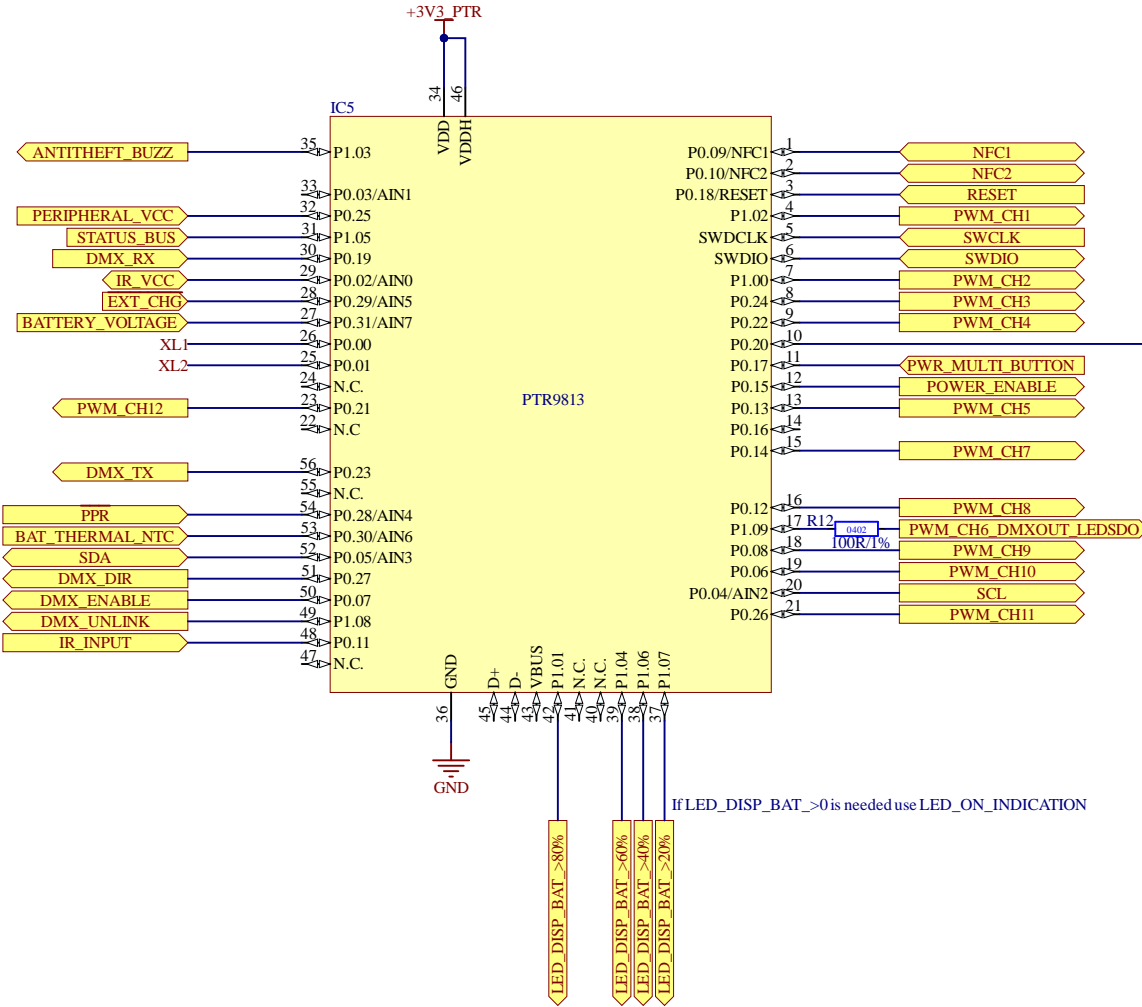 +3V3_PTR
34
46
IC5
VDD
VDDH
ANTITHEFT_BUZZ 35 P1.03
33 P0.03/AIN1
PERIPHERAL_VCC 32 P0.25
STATUS_BUS 31 P1.05
DMX_RX 30 P0.19
IR_VCC 29 P0.02/AIN0
EXT_CHG 28 P0.29/AIN5
BATTERY_VOLTAGE 27 P0.31/AIN7
XL1 26 P0.00
XL2 25 P0.01
24 N.C.
PWM_CH12 23 P0.21
22 N.C
DMX_TX 56 P0.23
55 N.C.
PPR 54 P0.28/AIN4
BAT_THERMAL_NTC 53 P0.30/AIN6
SDA 52 P0.05/AIN3
DMX_DIR 51 P0.27
DMX_ENABLE 50 P0.07
DMX_UNLINK 49 P1.08
IR_INPUT 48 P0.11
47 N.C.
PTR9813
P0.09/NFC1 1 NFC1
P0.10/NFC2 2 NFC2
P0.18/RESET 3 RESET
P1.02 4 PWM_CH1
SWDCLK 5 SWCLK
SWDIO 6 SWDIO
P1.00 7 PWM_CH2
P0.24 8 PWM_CH3
P0.22 9 PWM_CH4
P0.20 10
P0.17 11 PWR_MULTI_BUTTON
P0.15 12 POWER_ENABLE
P0.13 13 PWM_CH5
P0.16 14
P0.14 15 PWM_CH7
P0.12 16 PWM_CH8
P1.09 17 R12 0402 100R/1% PWM_CH6_DMXOUT_LEDSDO
P0.08 18 PWM_CH9
P0.06 19 PWM_CH10
P0.04/AIN2 20 SCL
P0.26 21 PWM_CH11
GND 36
GND
D+ 45
D- 44
VBUS 43
P1.01 42 LED_DISP_BAT_>80%
N.C. 41
N.C. 40
P1.04 39 LED_DISP_BAT_>60%
P1.06 38 LED_DISP_BAT_>40%
P1.07 37 LED_DISP_BAT_>20%
If LED_DISP_BAT_>0 is needed use LED_ON_INDICATION